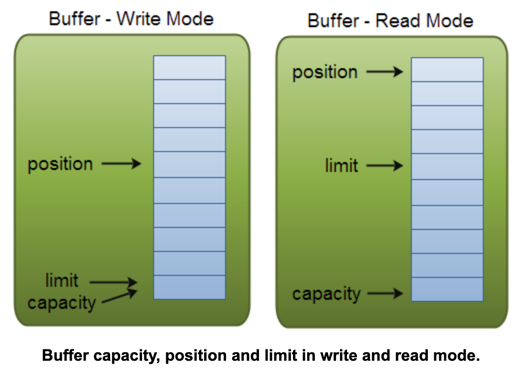 Buffer - Write Mode
position
limit
capacity
Buffer - Read Mode
position
limit
capacity
Buffer capacity, position and limit in write and read mode.